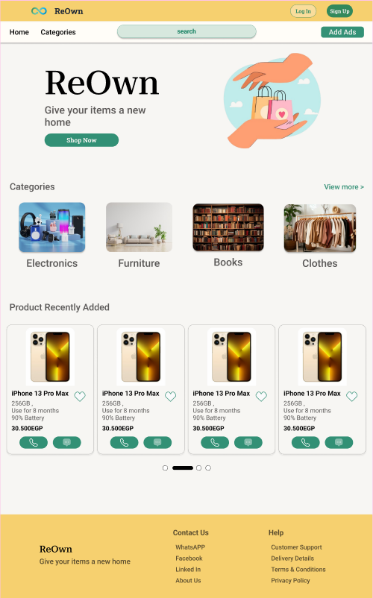 ReOwn
Log In
Sign Up
Home
Categories
search
Add Ads
ReOwn
Give your items a new
home
Shop Now
Categories
View more >
Electronics
Furniture
Books
Clothes
Product Recently Added
iPhone 13 Pro Max
256GB ,
Use for 8 months
90% Battery
30.500EGP
iPhone 13 Pro Max
256GB ,
Use for 8 months
90% Battery
30.500EGP
iPhone 13 Pro Max
256GB ,
Use for 8 months
90% Battery
30.500EGP
iPhone 13 Pro Max
256GB ,
Use for 8 months
90% Battery
30.500EGP
ReOwn
Give your items a new home
Contact Us
WhatsAPP
Facebook
Linked In
About Us
Help
Customer Support
Delivery Details
Terms & Conditions
Privacy Policy